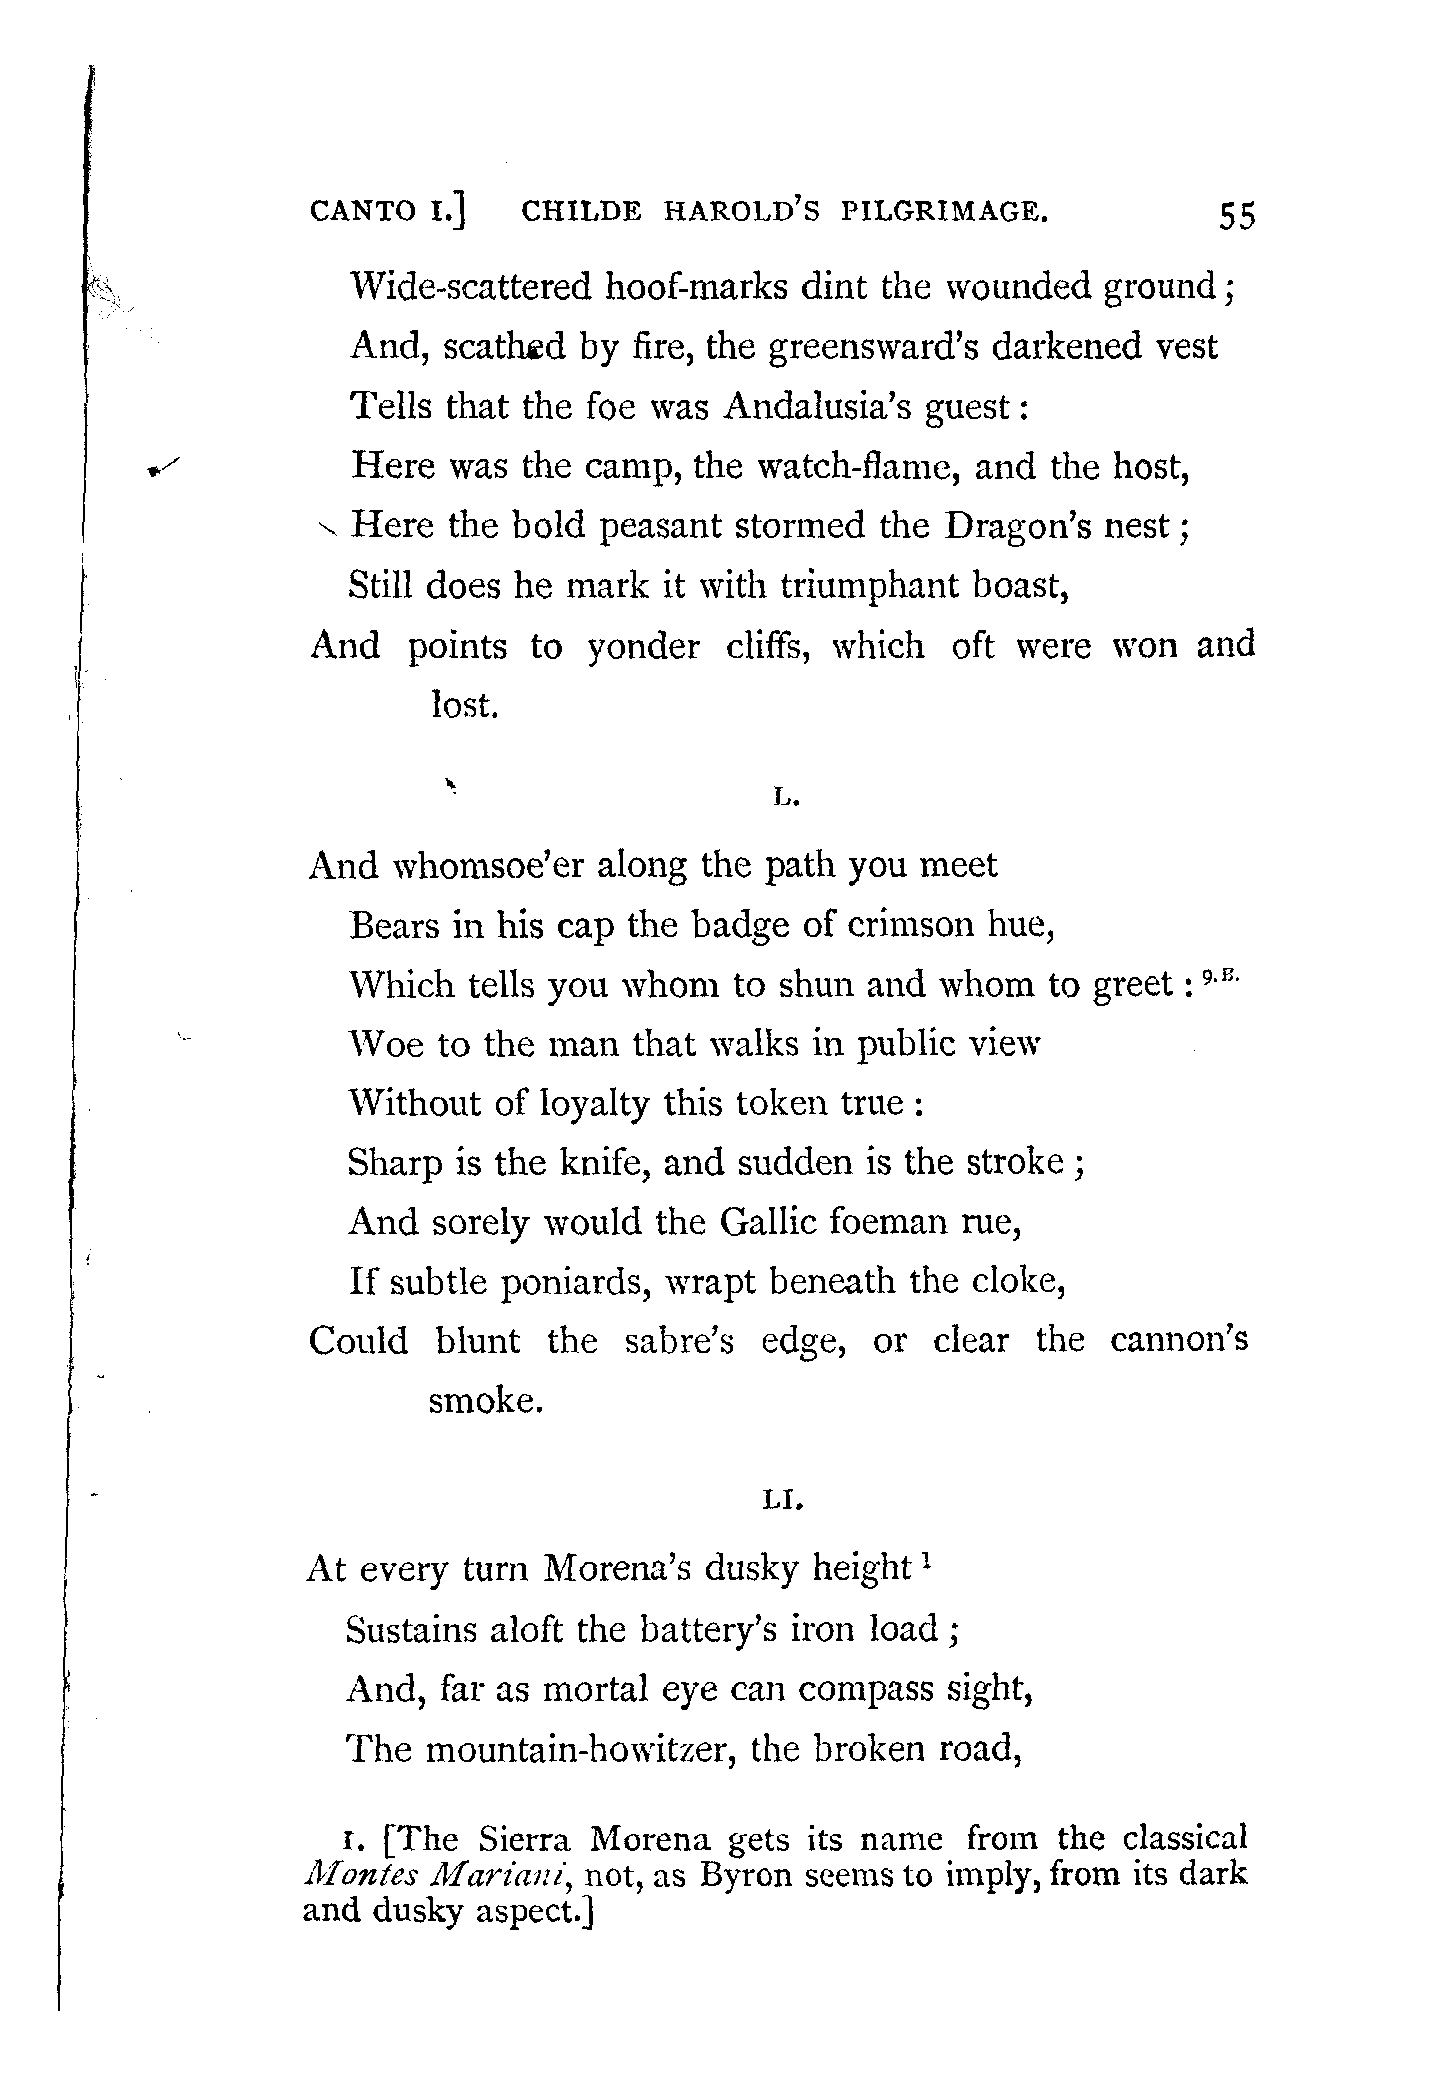 CANTO I.] CHILDE HAROLD'S PILGRIMAGE. 55
Wide-scattered hoof-marks dint the wounded ground;
And, scathed by fire, the greensward's darkened vest
Tells that the foe was Andalusia's guest:
Here was the camp, the watch-flame, and the host,
Here the bold peasant stormed the Dragon's nest;
Still does he mark it with triumphant boast,
And points to yonder cliffs, which oft were won and
lost.
L.
And whomsoe'er along the path you meet
Bears in his cap the badge of crimson hue,
Which tells you whom to shun and whom to greet: 9.B.
Woe to the man that walks in public view
Without of loyalty this token true:
Sharp is the knife, and sudden is the stroke;
And sorely would the Gallic foeman rue,
If subtle poniards, wrapt beneath the cloke,
Could blunt the sabre's edge, or clear the cannon's
smoke.
LI.
At every turn Morena's dusky height 1
Sustains aloft the battery's iron load;
And, far as mortal eye can compass sight,
The mountain-howitzer, the broken road,
1. [The Sierra Morena gets its name from the classical
Montes Mariani, not, as Byron seems to imply, from its dark
and dusky aspect.]